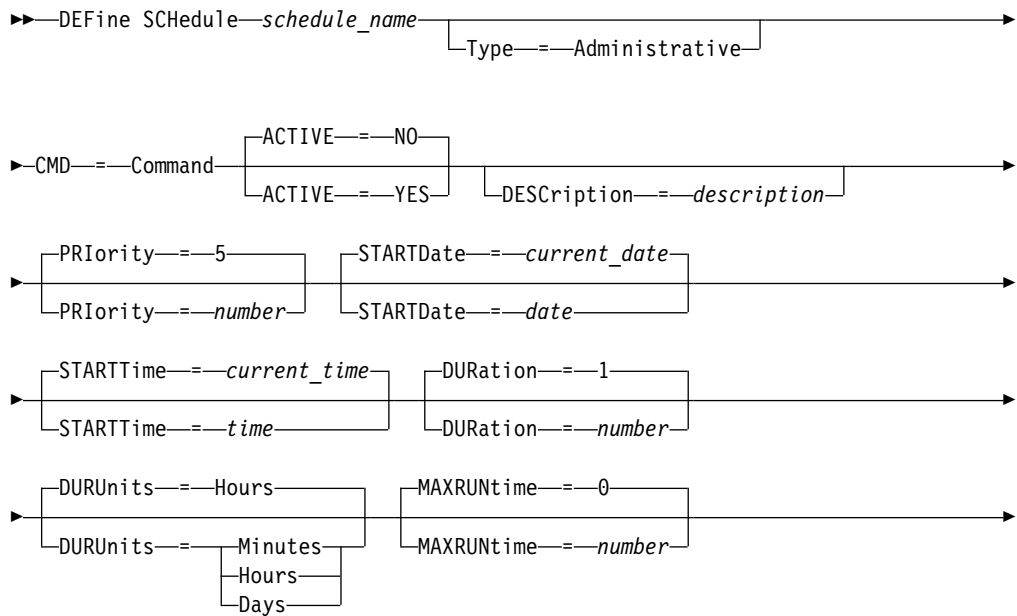 DEFine SCHedule schedule_name
Type = Administrative
CMD = Command
ACTIVE = NO
ACTIVE = YES
DESCription = description
PRIority = 5
PRIority = number
STARTDate = current_date
STARTDate = date
STARTTime = current_time
STARTTime = time
DURation = 1
DURation = number
DURUnits = Hours
DURUnits = Minutes
Hours
Days
MAXRUNtime = 0
MAXRUNtime = number